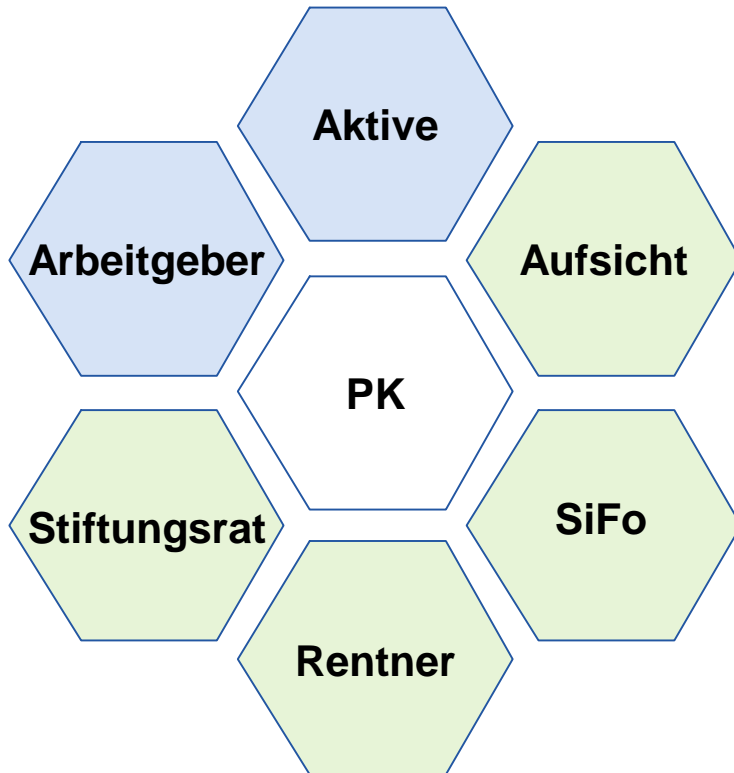 Aktive
Arbeitgeber
Aufsicht
PK
Stiftungsrat
SiFo
Rentner